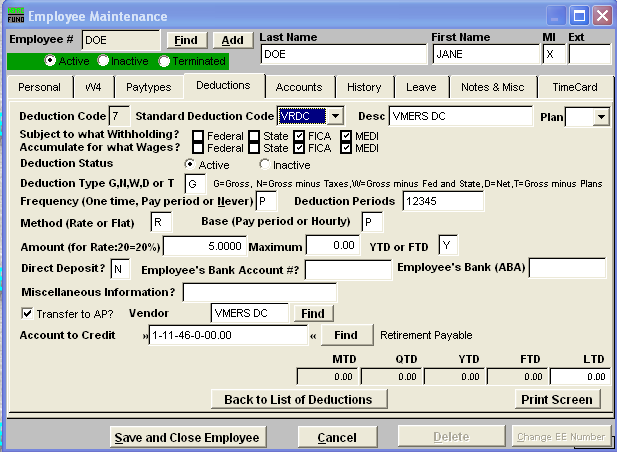 FUND Employee Maintenance
Employee # DOE Find Add Last Name First Name MI Ext
DOE JANE X
Active Inactive Terminated
Personal W4 Paytypes Deductions Accounts History Leave Notes & Misc TimeCard
Deduction Code 7 Standard Deduction Code VRDC Desc VMERS DC Plan
Subject to what Withholding? Federal State FICA MEDI
Accumulate for what Wages? Federal State FICA MEDI
Deduction Status Active Inactive
Deduction Type G,N,W,D or T G G=Gross, N=Gross minus Taxes,W=Gross minus Fed and State,D=Net,T=Gross minus Plans
Frequency (One time, Pay period or Never) P Deduction Periods 12345
Method (Rate or Flat) R Base (Pay period or Hourly) P
Amount (for Rate:20=20%) 5.0000 Maximum 0.00 YTD or FTD Y
Direct Deposit? N Employee's Bank Account #? Employee's Bank (ABA)
Miscellaneous Information?
Transfer to AP? Vendor VMERS DC Find
Account to Credit » 1-11-46-0-00.00 « Find Retirement Payable
MTD QTD YTD FTD LTD
0.00 0.00 0.00 0.00 0.00
Back to List of Deductions Print Screen
Save and Close Employee Cancel Delete Change EE Number